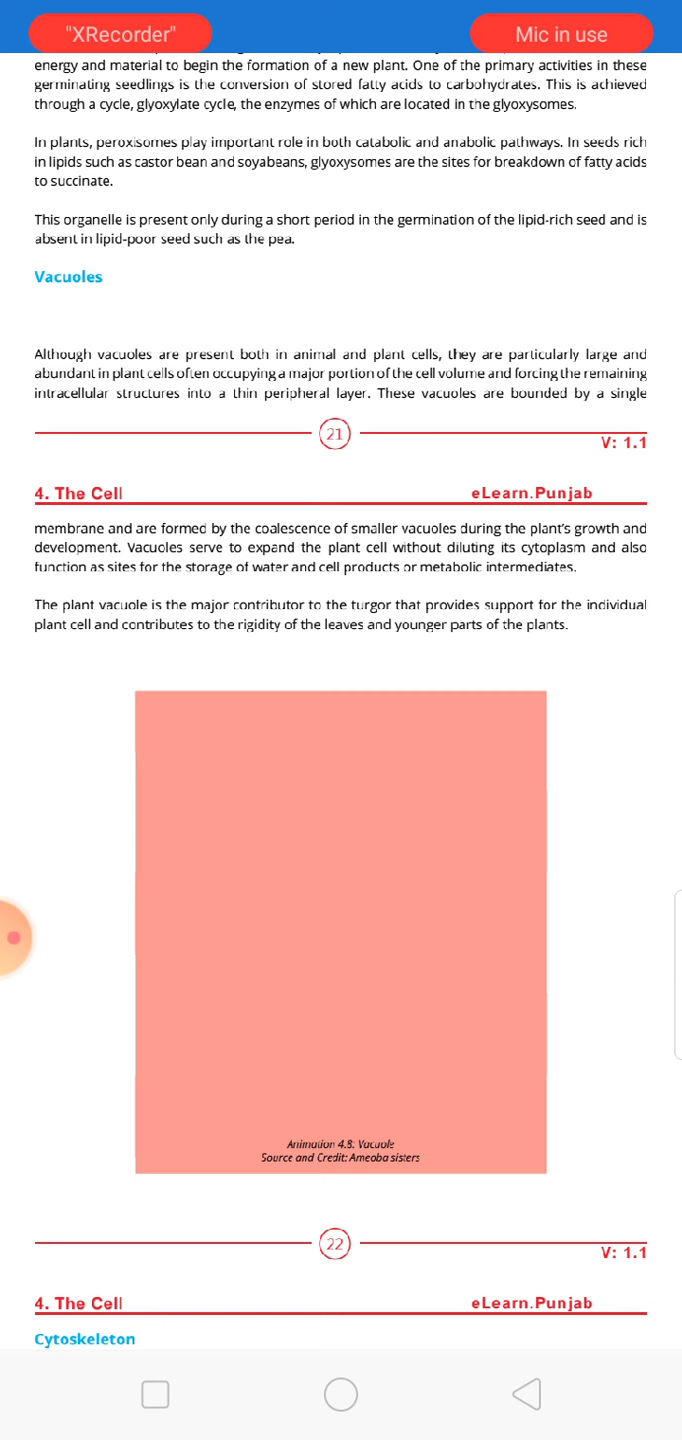 "XRecorder"
Mic in use
energy and material to begin the formation of a new plant. One of the primary activities in these
germinating seedlings is the conversion of stored fatty acids to carbohydrates. This is achieved
through a cycle, glyoxylate cycle, the enzymes of which are located in the glyoxysomes.
In plants, peroxisomes play important role in both catabolic and anabolic pathways. In seeds rich
in lipids such as castor bean and soyabeans, glyoxysomes are the sites for breakdown of fatty acids
to succinate.
This organelle is present only during a short period in the germination of the lipid-rich seed and is
absent in lipid-poor seed such as the pea.
Vacuoles
Although vacuoles are present both in animal and plant cells, they are particularly large and
abundant in plant cells often occupying a major portion of the cell volume and forcing the remaining
intracellular structures into a thin peripheral layer. These vacuoles are bounded by a single
21
V: 1.1
4. The Cell
eLearn.Punjab
membrane and are formed by the coalescence of smaller vacuoles during the plant's growth and
development. Vacuoles serve to expand the plant cell without diluting its cytoplasm and also
function as sites for the storage of water and cell products or metabolic intermediates.
The plant vacuole is the major contributor to the turgor that provides support for the individual
plant cell and contributes to the rigidity of the leaves and younger parts of the plants.
Animation 4.8: Vacuole
Source and Credit: Ameoba sisters
22
V: 1.1
4. The Cell
eLearn.Punjab
Cytoskeleton